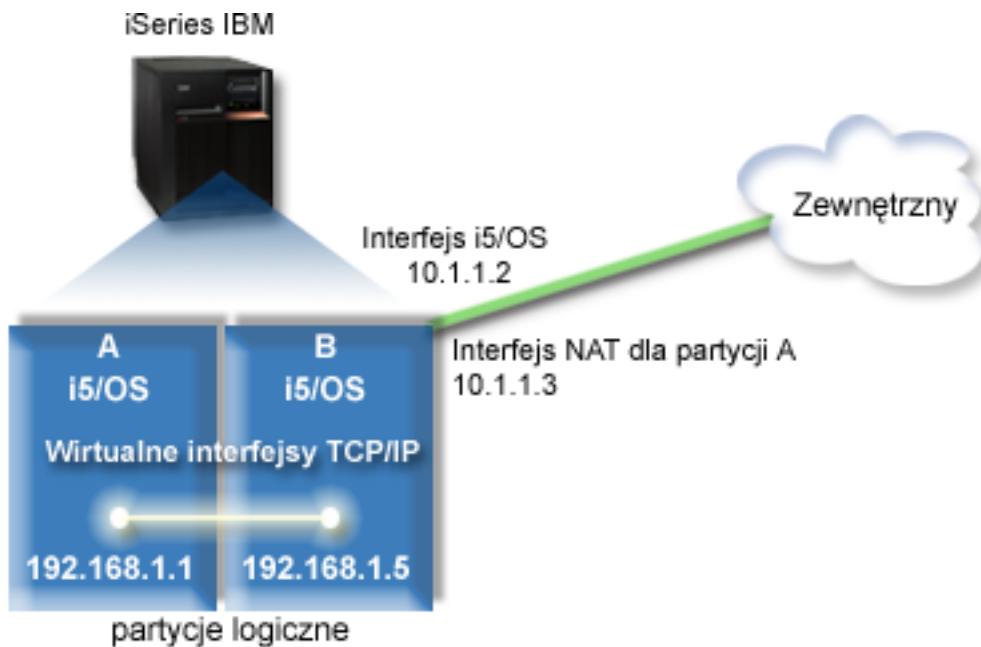 iSeries IBM
Zewnętrzny
Interfejs i5/OS
10.1.1.2
Interfejs NAT dla partycji A
10.1.1.3
A
i5/OS
B
i5/OS
Wirtualne interfejsy TCP/IP
192.168.1.1
192.168.1.5
partycje logiczne